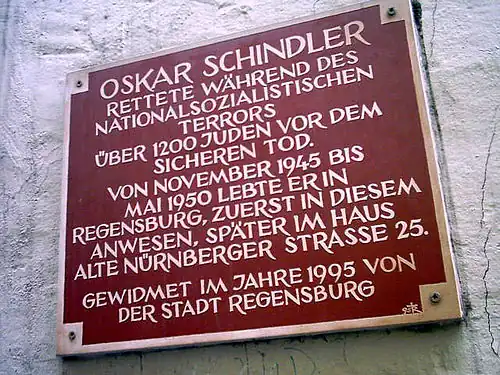 OSKAR SCHINDLER
RETTETE WÄHREND DES
NATIONALSOZIALISTISCHEN
TERRORS
ÜBER 1200 JUDEN VOR DEM
SICHEREN TOD.
VON NOVEMBER 1945 BIS
MAI 1950 LEBTE ER IN
REGENSBURG, ZUERST IN DIESEM
ANWESEN, SPÄTER IM HAUS
ALTE NÜRNBERGER STRASSE 25.
GEWIDMET IM JAHRE 1995 VON
DER STADT REGENSBURG